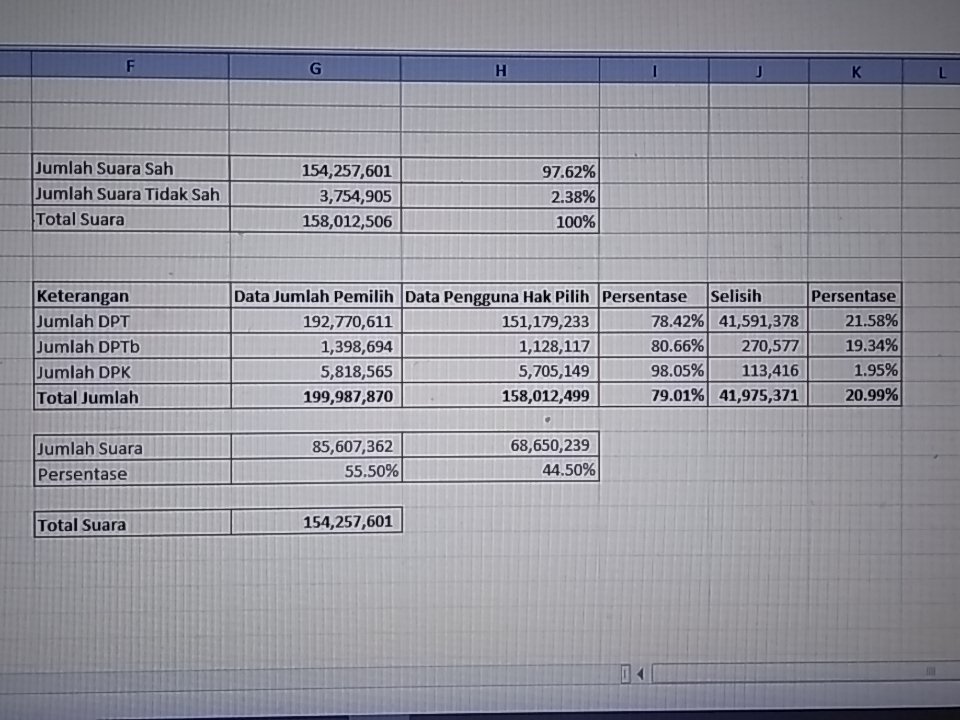 F G H I J K L
Jumlah Suara Sah 154,257,601 97.62%
Jumlah Suara Tidak Sah 3,754,905 2.38%
Total Suara 158,012,506 100%
Keterangan Data Jumlah Pemilih Data Pengguna Hak Pilih Persentase Selisih Persentase
Jumlah DPT 192,770,611 151,179,233 78.42% 41,591,378 21.58%
Jumlah DPTb 1,398,694 1,128,117 80.66% 270,577 19.34%
Jumlah DPK 5,818,565 5,705,149 98.05% 113,416 1.95%
Total Jumlah 199,987,870 158,012,499 79.01% 41,975,371 20.99%
Jumlah Suara 85,607,362 68,650,239
Persentase 55.50% 44.50%
Total Suara 154,257,601